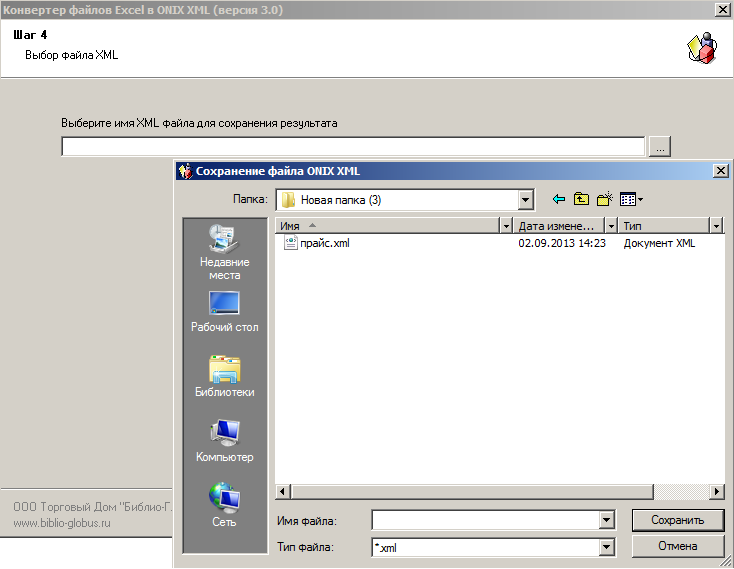 Конвертер файлов Excel в ONIX XML (версия 3.0)
Шаг 4
Выбор файла XML
Выберите имя XML файла для сохранения результата
...
Сохранение файла ONIX XML
Папка: Новая папка (3)
Имя Дата измене... Тип
прайс.xml 02.09.2013 14:23 Документ XML
Недавние
места
Рабочий стол
Библиотеки
Компьютер
Сеть
Имя файла: Сохранить
Тип файла: *.xml Отмена
ООО Торговый Дом "Библио-Г
www.biblio-globus.ru